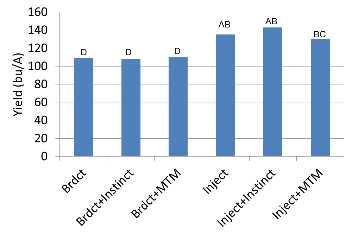 160
140
120
100
80
60
40
20
0
Yield (bu/A)
D
D
D
AB
AB
BC
Brdct
Brdct+Instinct
Brdct+MTM
Inject
Inject+Instinct
Inject+MTM